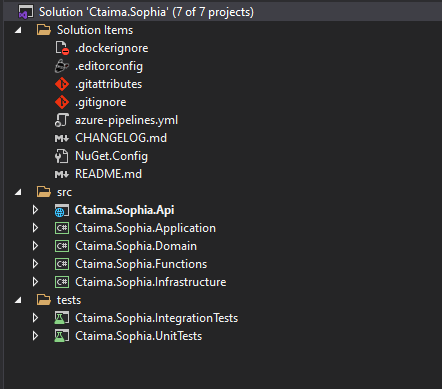 Solution 'Ctaima.Sophia' (7 of 7 projects)
Solution Items
.dockerignore
.editorconfig
.gitattributes
.gitignore
azure-pipelines.yml
CHANGELOG.md
NuGet.Config
README.md
src
Ctaima.Sophia.Api
Ctaima.Sophia.Application
Ctaima.Sophia.Domain
Ctaima.Sophia.Functions
Ctaima.Sophia.Infrastructure
tests
Ctaima.Sophia.IntegrationTests
Ctaima.Sophia.UnitTests